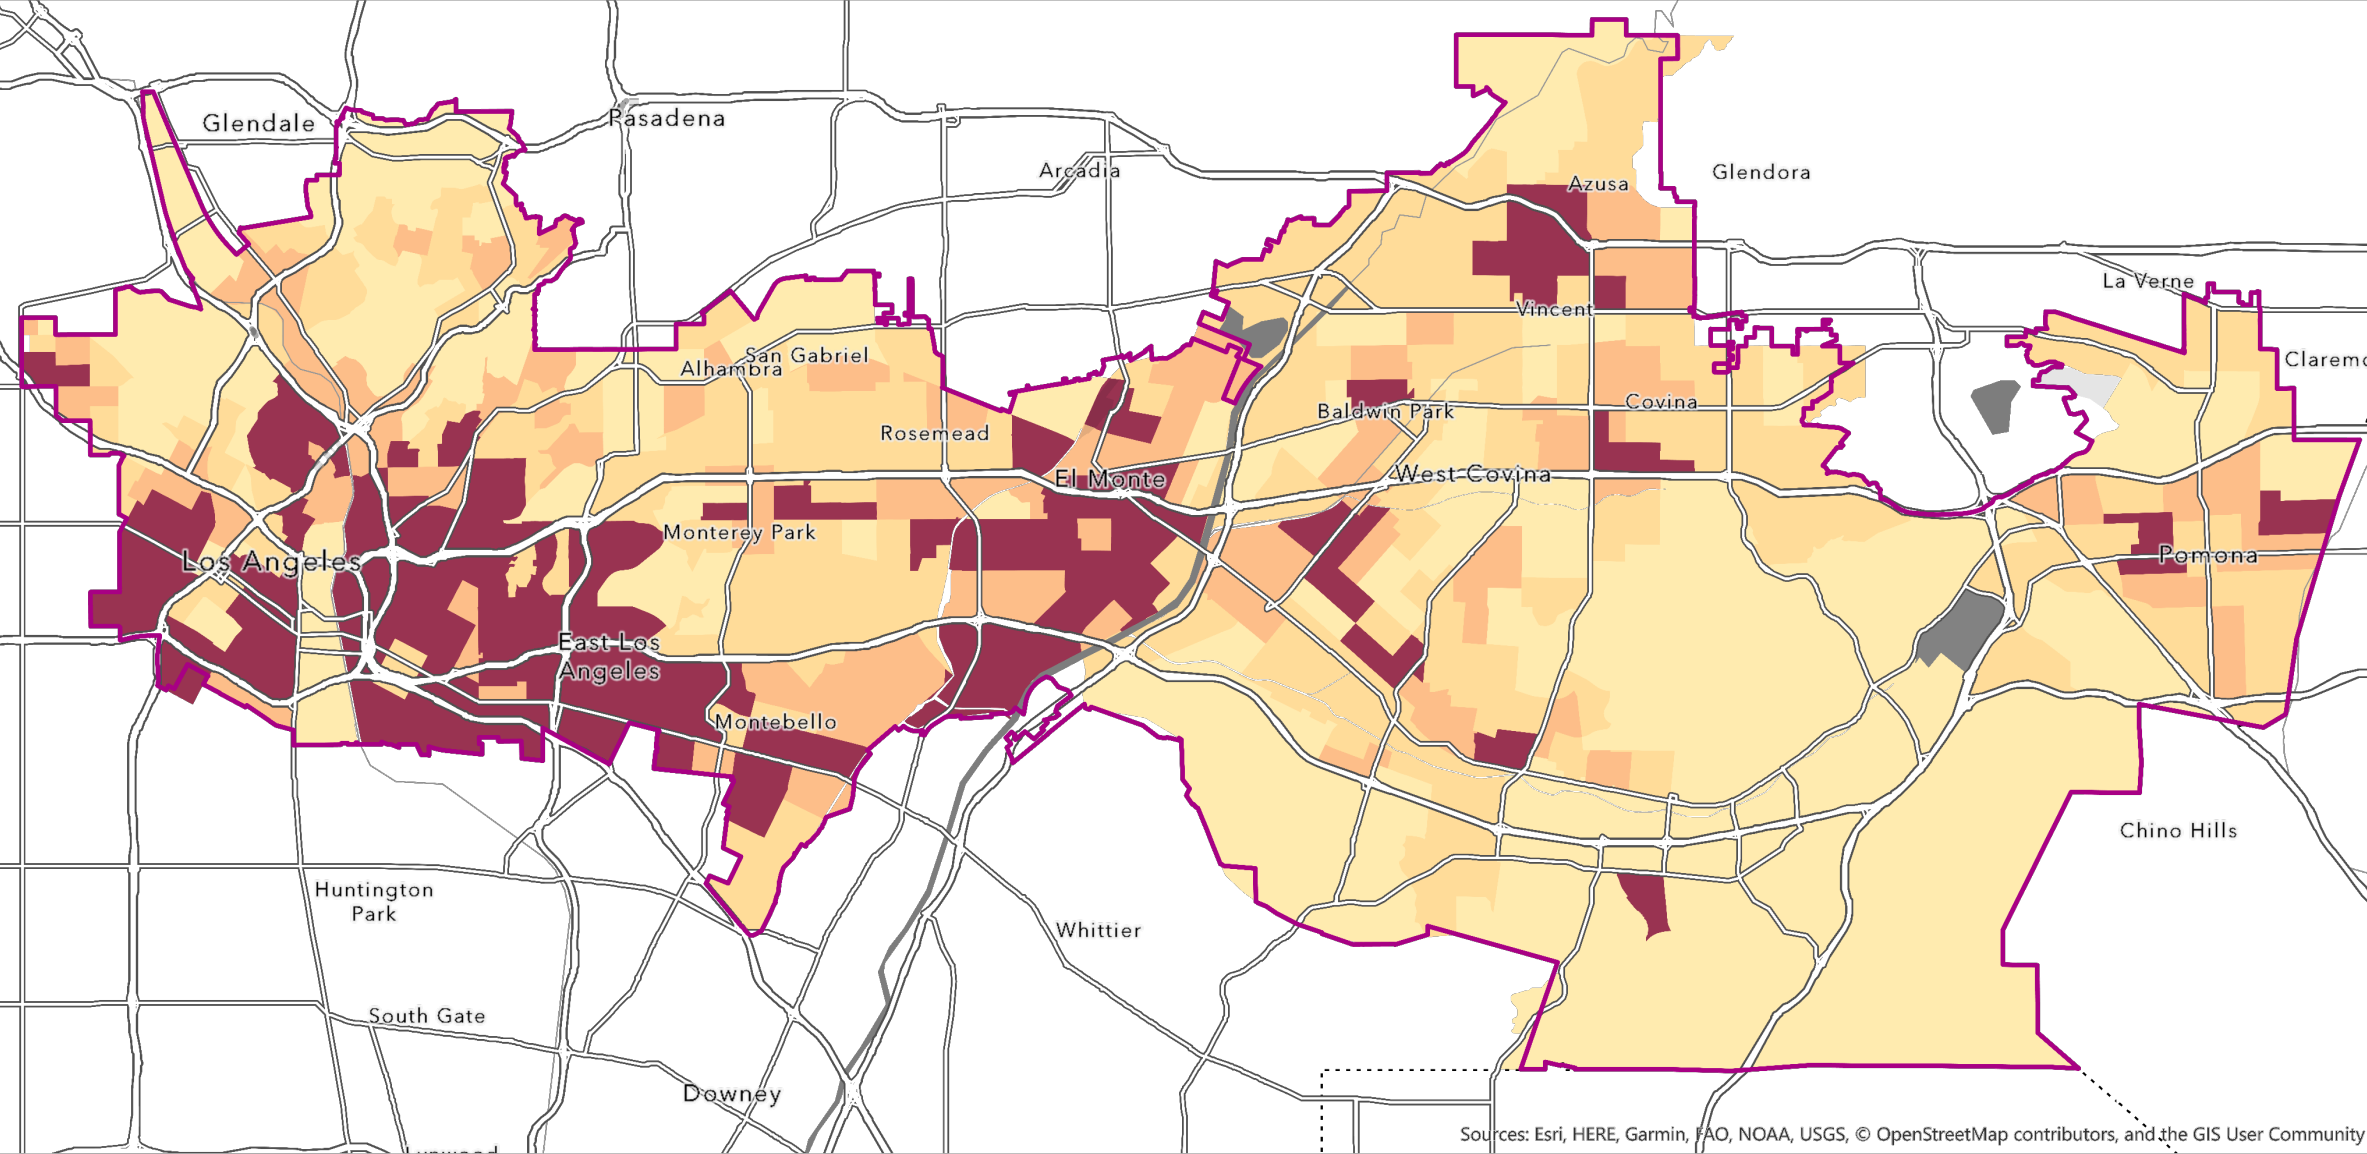 Glendale
Pasadena
Arcadia
Azusa
Glendora
La Verne
Vincent
San Gabriel
Alhambra
Claremo
Covina
Baldwin Park
Rosemead
El Monte
West Covina
Monterey Park
Los Angeles
Pomona
East Los
Angeles
Montebello
Chino Hills
Huntington
Park
Whittier
South Gate
Downey
Sources: Esri, HERE, Garmin, FAO, NOAA, USGS, © OpenStreetMap contributors, and the GIS User Community